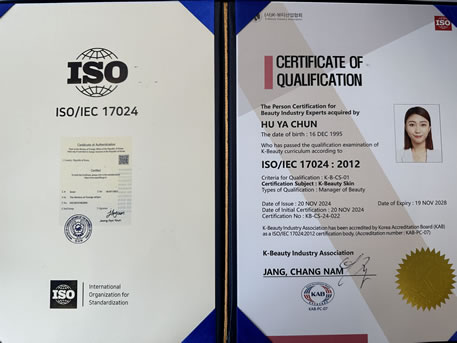 ISO
ISO/IEC 17024
Certificate of Authentication
ISO
International
Organization for
Standardization
ISO
CERTIFICATE OF
QUALIFICATION
The Person Certification for
Beauty Industry Experts acquired by
HU YA CHUN
The date of birth : 16 DEC 1995
Who has passed the qualification examination of
K-Beauty curriculum according to
ISO/IEC 17024 : 2012
Criteria for Qualification : K-B-CS-01
Certification Subject : K-Beauty Skin
Types of Qualification : Manager of Beauty
Date of Issue : 20 NOV 2024
Date of Expiry : 19 NOV 2028
Date of Initial Certification : 20 NOV 2024
Certification No : KB-CS-24-022
K-Beauty Industry Association has been accredited by Korea Accreditation Board (KAB)
as a ISO/IEC 17024:2012 certification body. (Accreditation number : KAB-PC-07)
K-Beauty Industry Association
JANG, CHANG NAM
KAB
KAB-PC-07